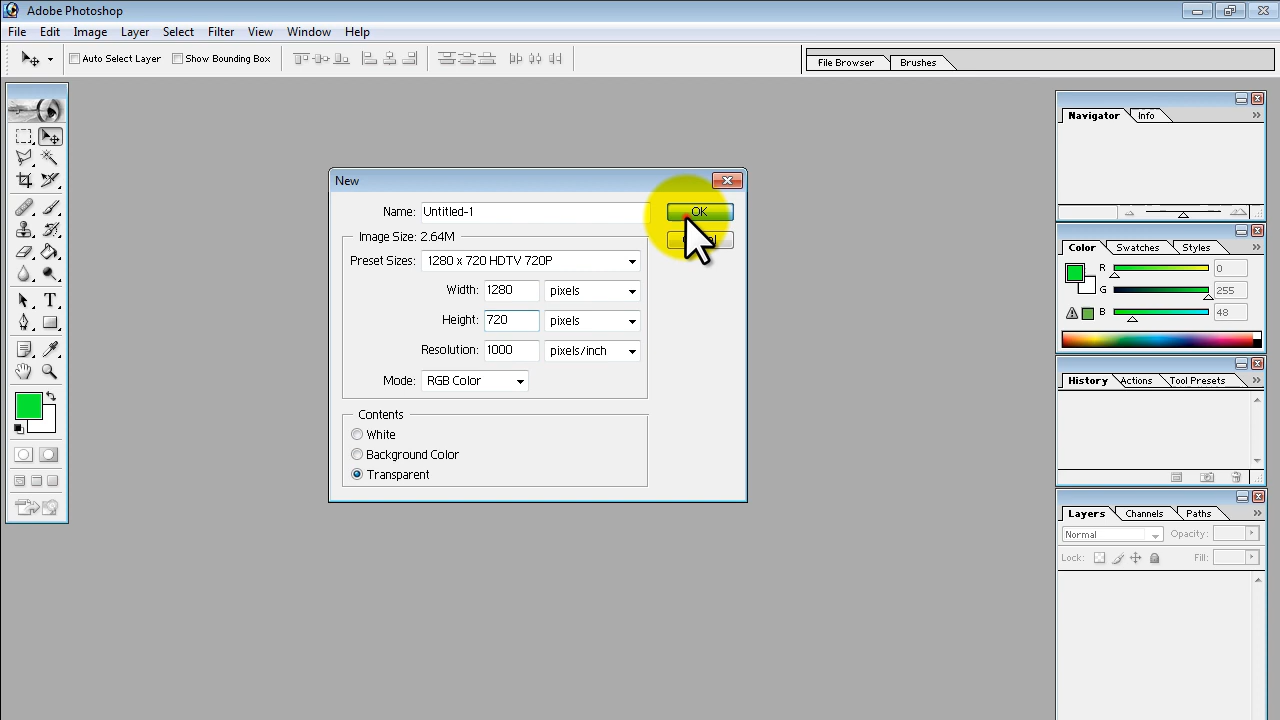 Adobe Photoshop
File Edit Image Layer Select Filter View Window Help
Auto Select Layer Show Bounding Box File Browser Brushes
New
Name: Untitled-1 OK
Image Size: 2.64M
Preset Sizes: 1280 x 720 HDTV 720P
Width: 1280 pixels
Height: 720 pixels
Resolution: 1000 pixels/inch
Mode: RGB Color
Contents
White
Background Color
Transparent
Navigator Info
Color Swatches Styles
R 0
G 255
B 48
History Actions Tool Presets
Layers Channels Paths
Normal Opacity:
Lock: Fill: